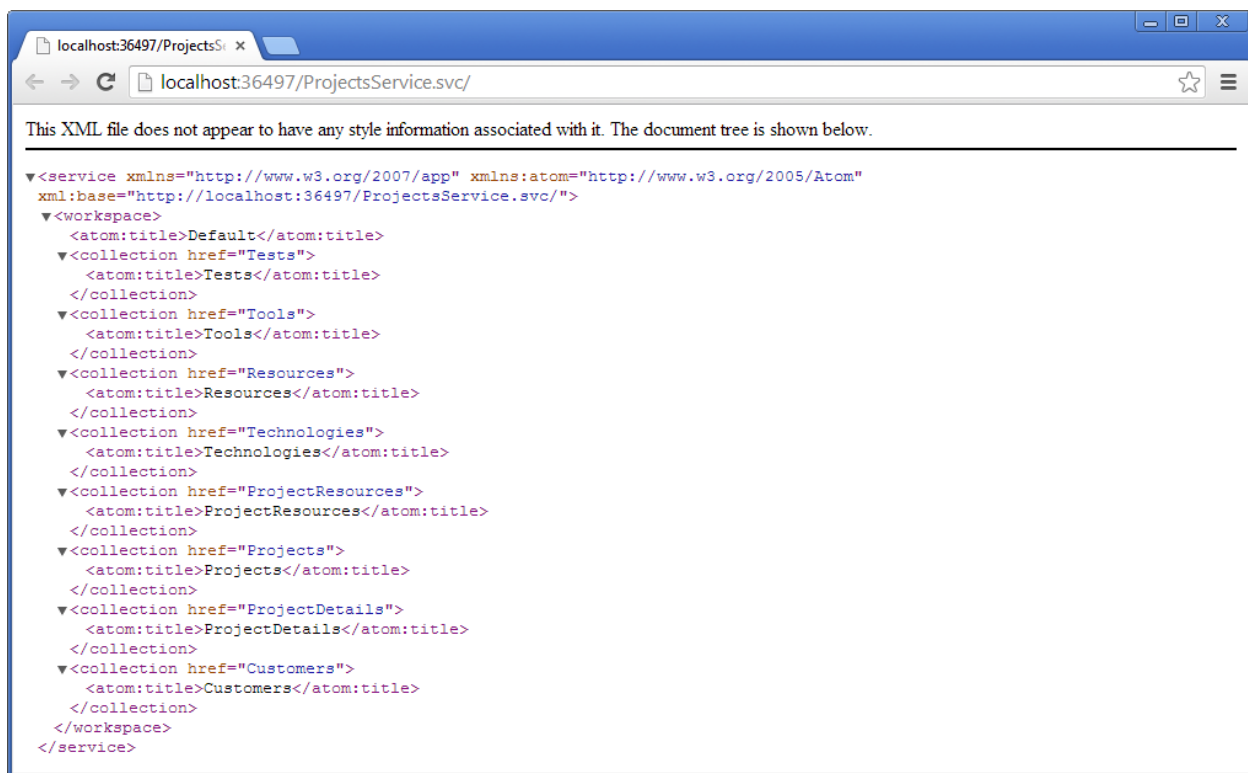 localhost:36497/ProjectsSe
localhost:36497/ProjectsService.svc/
This XML file does not appear to have any style information associated with it. The document tree is shown below.
▼<service xmlns="http://www.w3.org/2007/app" xmlns:atom="http://www.w3.org/2005/Atom"
xml:base="http://localhost:36497/ProjectsService.svc/">
▼<workspace>
<atom:title>Default</atom:title>
▼<collection href="Tests">
<atom:title>Tests</atom:title>
</collection>
▼<collection href="Tools">
<atom:title>Tools</atom:title>
</collection>
▼<collection href="Resources">
<atom:title>Resources</atom:title>
</collection>
▼<collection href="Technologies">
<atom:title>Technologies</atom:title>
</collection>
▼<collection href="ProjectResources">
<atom:title>ProjectResources</atom:title>
</collection>
▼<collection href="Projects">
<atom:title>Projects</atom:title>
</collection>
▼<collection href="ProjectDetails">
<atom:title>ProjectDetails</atom:title>
</collection>
▼<collection href="Customers">
<atom:title>Customers</atom:title>
</collection>
</workspace>
</service>